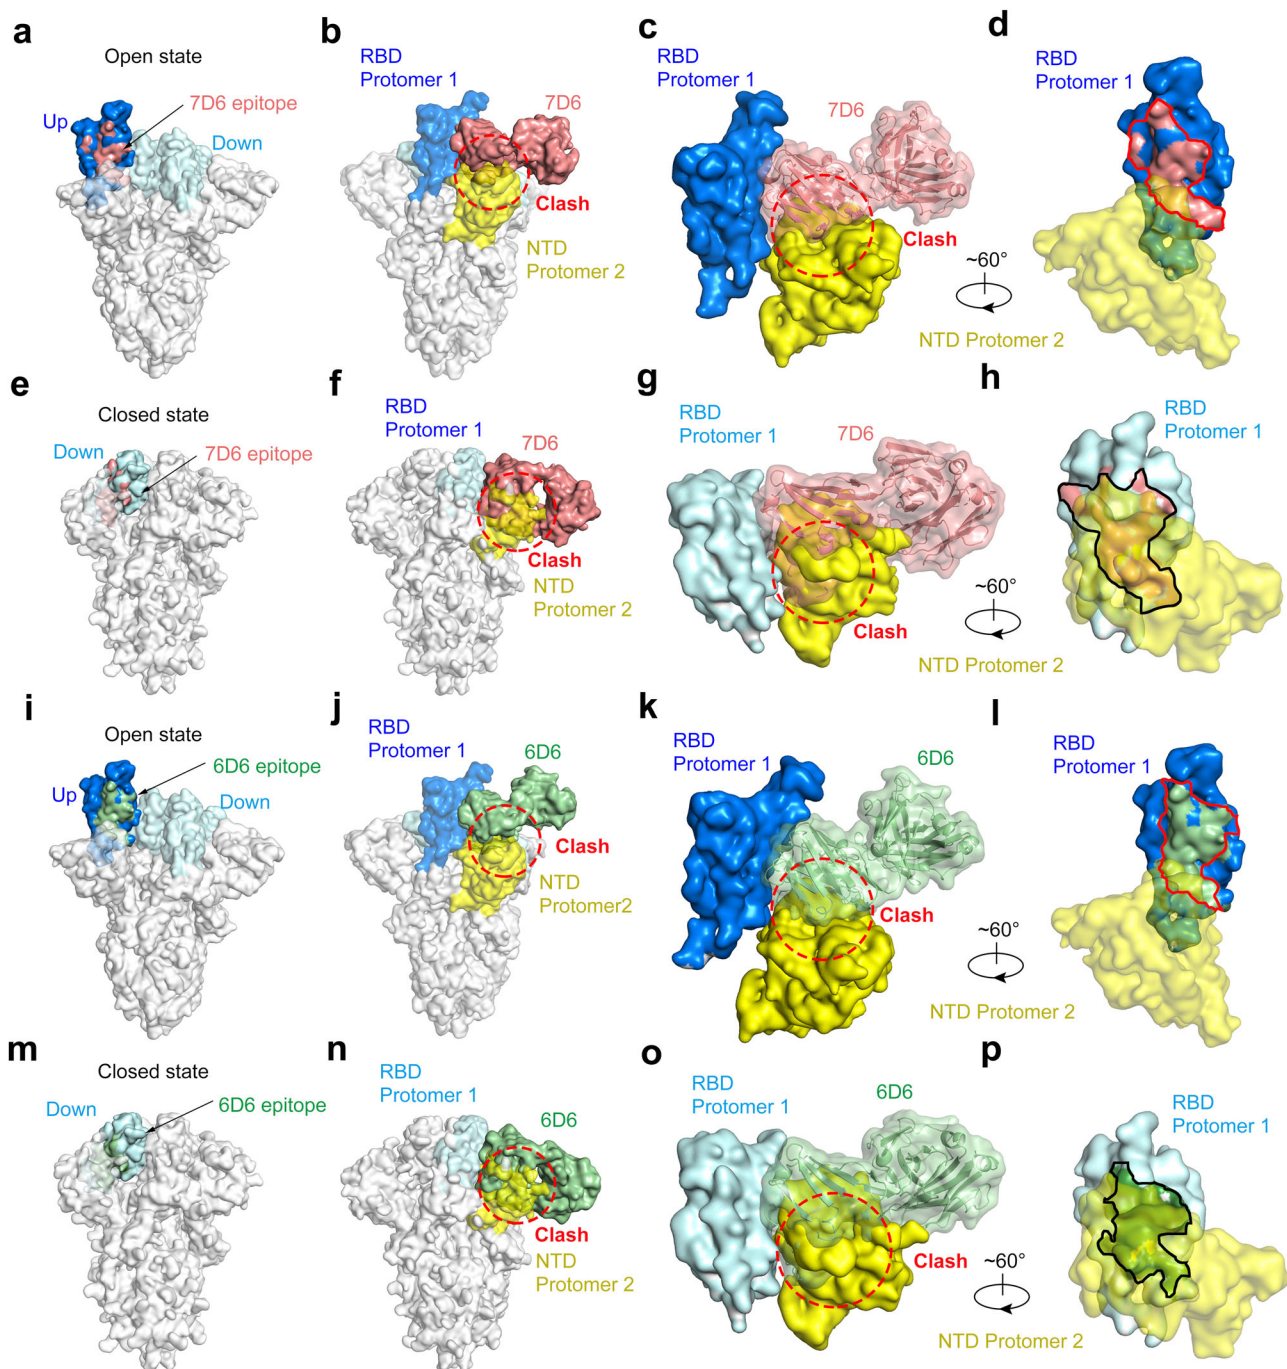 a
Open state
7D6 epitope
Up
Down
b
RBD
Protomer 1
7D6
Clash
NTD
Protomer 2
c
RBD
Protomer 1
7D6
Clash
~60°
NTD Protomer 2
d
RBD
Protomer 1
e
Closed state
Down
7D6 epitope
f
RBD
Protomer 1
7D6
Clash
NTD
Protomer 2
g
RBD
Protomer 1
7D6
Clash
~60°
NTD Protomer 2
h
RBD
Protomer 1
i
Open state
6D6 epitope
Up
Down
j
RBD
Protomer 1
6D6
Clash
NTD
Protomer2
k
RBD
Protomer 1
6D6
Clash
~60°
NTD Protomer 2
l
RBD
Protomer 1
m
Closed state
Down
6D6 epitope
n
RBD
Protomer 1
6D6
Clash
NTD
Protomer 2
o
RBD
Protomer 1
6D6
Clash
~60°
NTD Protomer 2
p
RBD
Protomer 1